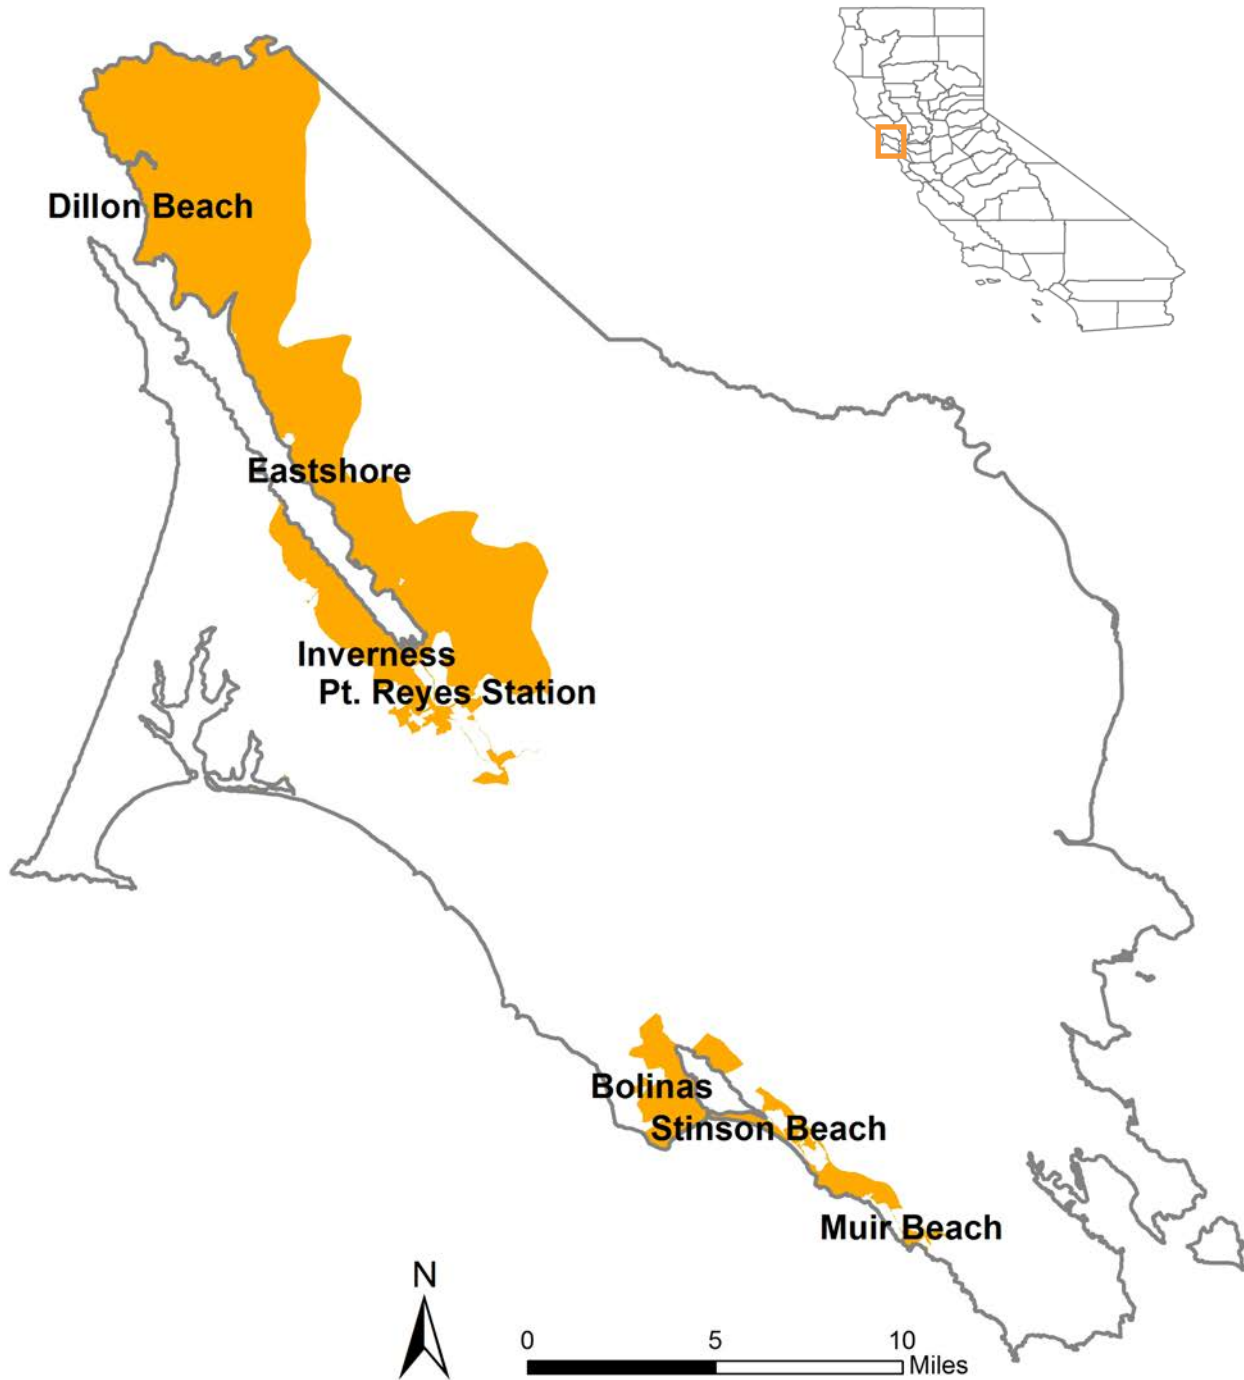 Dillon Beach
Eastshore
Inverness
Pt. Reyes Station
Bolinas
Stinson Beach
Muir Beach
N
0 5 10
Miles